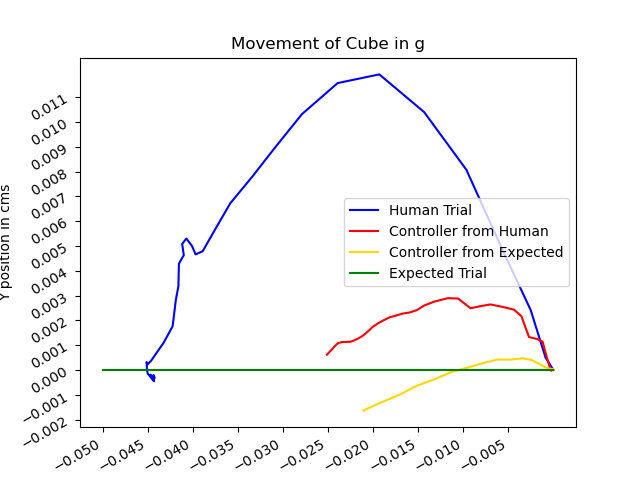 Movement of Cube in g
Y position in cms
0.011
0.010
0.009
0.008
0.007
0.006
0.005
0.004
0.003
0.002
0.001
0.000
−0.001
−0.002
Human Trial
Controller from Human
Controller from Expected
Expected Trial
−0.050 −0.045 −0.040 −0.035 −0.030 −0.025 −0.020 −0.015 −0.010 −0.005